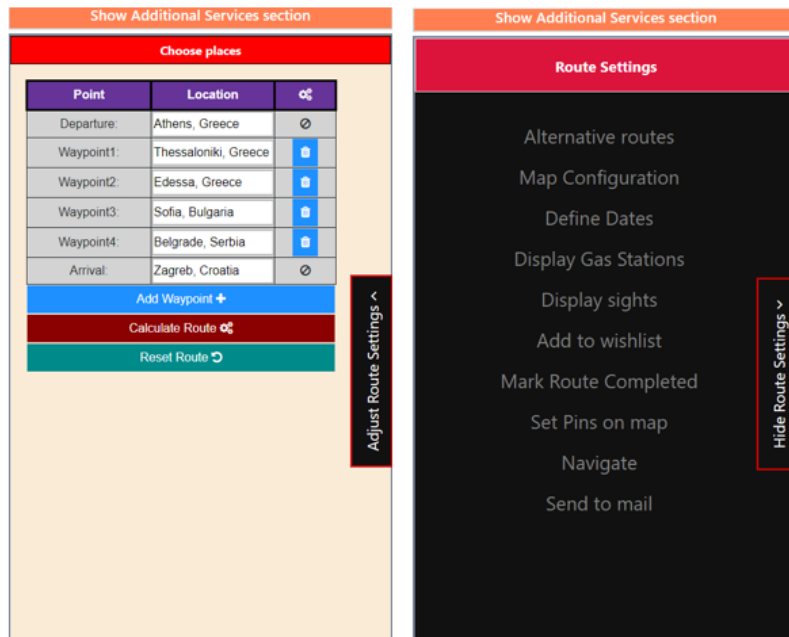 Show Additional Services section
Choose places
Point Location
Departure: Athens, Greece
Waypoint1: Thessaloniki, Greece
Waypoint2: Edessa, Greece
Waypoint3: Sofia, Bulgaria
Waypoint4: Belgrade, Serbia
Arrival: Zagreb, Croatia
Add Waypoint
Calculate Route
Reset Route
Adjust Route Settings
Show Additional Services section
Route Settings
Alternative routes
Map Configuration
Define Dates
Display Gas Stations
Display sights
Add to wishlist
Mark Route Completed
Set Pins on map
Navigate
Send to mail
Hide Route Settings